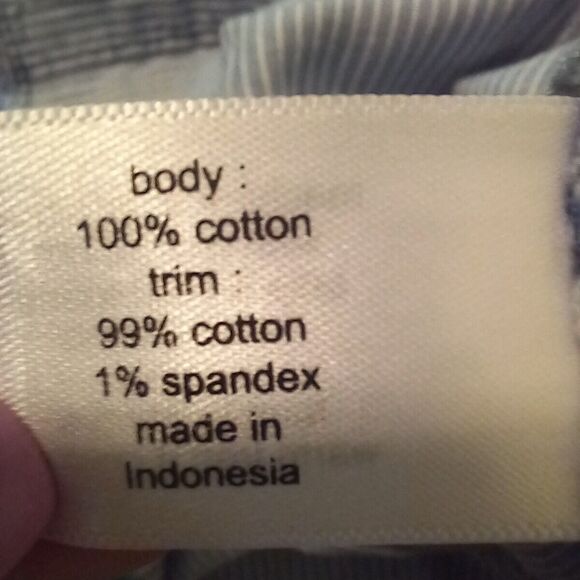 body :
100% cotton
trim :
99% cotton
1% spandex
made in
Indonesia